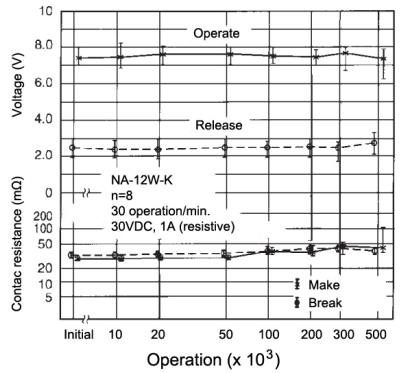 10
Operate
8.0
6.0
Voltage (V)
4.0
Release
2.0
0
NA-12W-K
n=8
30 operation/min.
30VDC, 1A (resistive)
Contac resistance (mΩ)
200
100
50
20
10
5
Make
Break
Initial 10 20 50 100 200 300 500
Operation (x 10³)